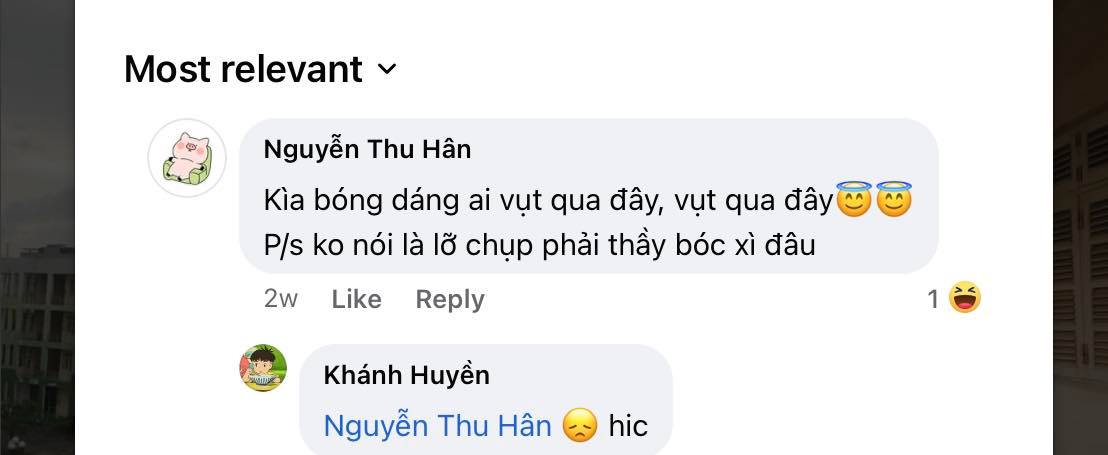 Most relevant
Nguyễn Thu Hân
Kìa bóng dáng ai vụt qua đây, vụt qua đây😇😇
P/s ko nói là lỡ chụp phải thầy bóc xì đâu
2w Like Reply 1 😆
Khánh Huyền
Nguyễn Thu Hân 😞 hic